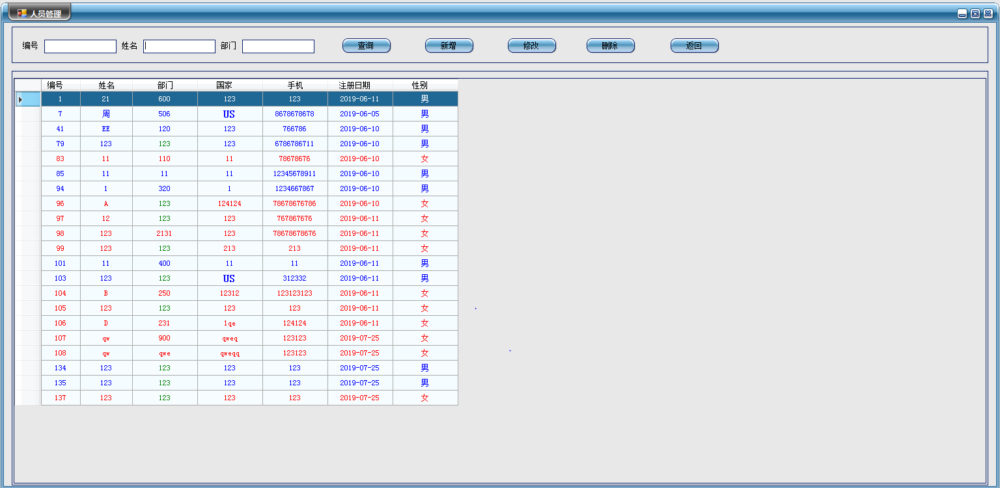 人员管理
编号 姓名 部门 查询 新增 修改 删除 返回
编号 姓名 部门 国家 手机 注册日期 性别
1 21 600 123 123 2019-06-11 男
7 周 506 US 8678678678 2019-06-05 男
41 EE 120 123 766786 2019-06-10 男
79 123 123 123 6786786711 2019-06-10 男
83 11 110 11 78678676 2019-06-10 女
85 11 11 11 12345678911 2019-06-10 男
94 1 320 1 1234667867 2019-06-10 男
96 A 123 124124 78678676786 2019-06-10 女
97 12 123 123 767867676 2019-06-11 女
98 123 2131 123 78678678676 2019-06-11 女
99 123 123 213 213 2019-06-11 女
101 11 400 11 11 2019-06-11 男
103 123 123 US 312332 2019-06-11 男
104 B 250 12312 123123123 2019-06-11 女
105 123 123 123 123 2019-06-11 女
106 D 231 1qe 124124 2019-06-11 女
107 qw 900 qweq 123123 2019-07-25 女
108 qw qwe qweqq 123123 2019-07-25 女
134 123 123 123 123 2019-07-25 男
135 123 123 123 123 2019-07-25 男
137 123 123 123 123 2019-07-25 女